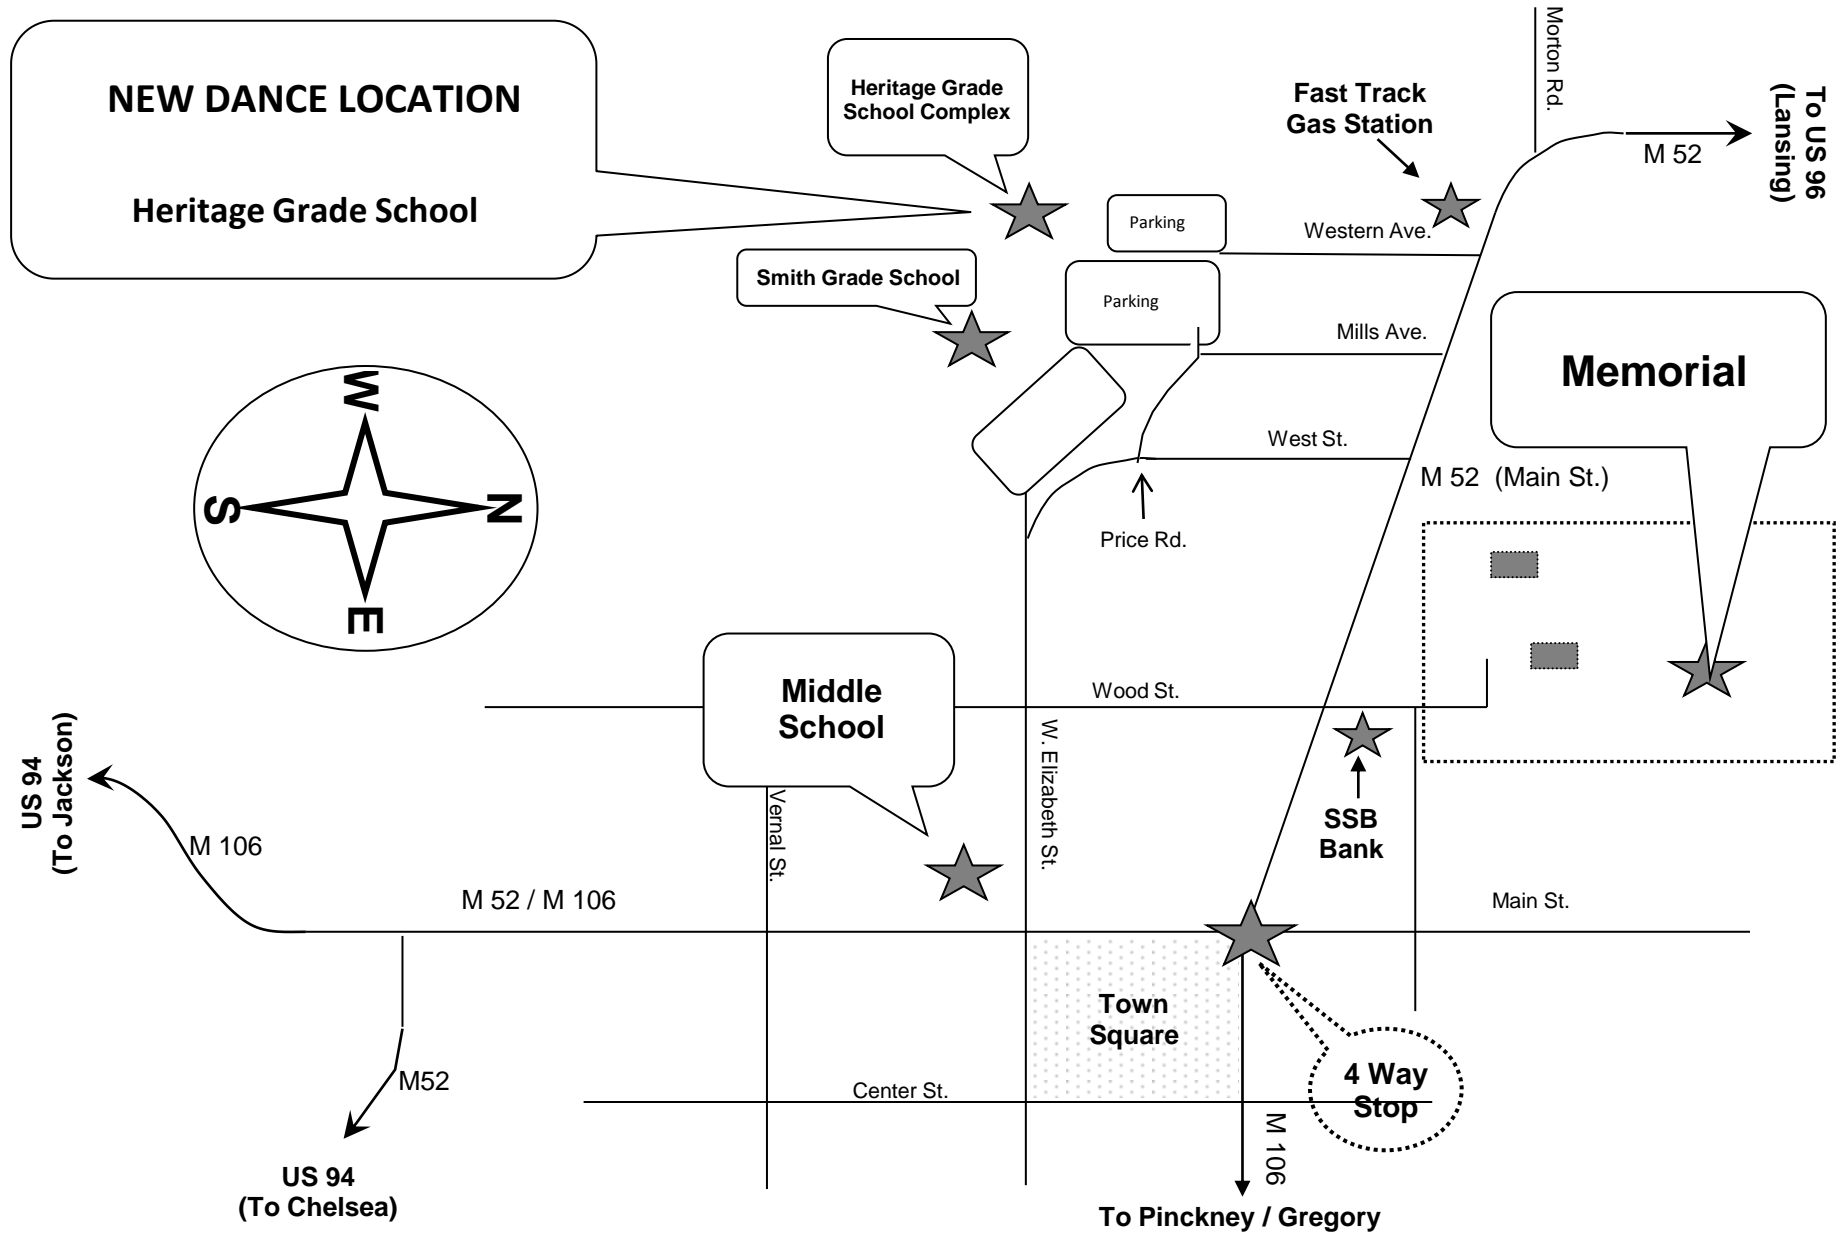 NEW DANCE LOCATION
Heritage Grade School
Heritage Grade
School Complex
Fast Track
Gas Station
Morton Rd.
To US 96
(Lansing)
M 52
Parking
Western Ave.
Smith Grade School
Parking
Mills Ave.
Memorial
W
S
N
E
West St.
M 52  (Main St.)
Price Rd.
Middle
School
Wood St.
W. Elizabeth St.
SSB
Bank
US 94
(To Jackson)
M 106
Vernal St.
M 52 / M 106
Main St.
Town
Square
4 Way
Stop
M52
Center St.
M 106
US 94
(To Chelsea)
To Pinckney / Gregory